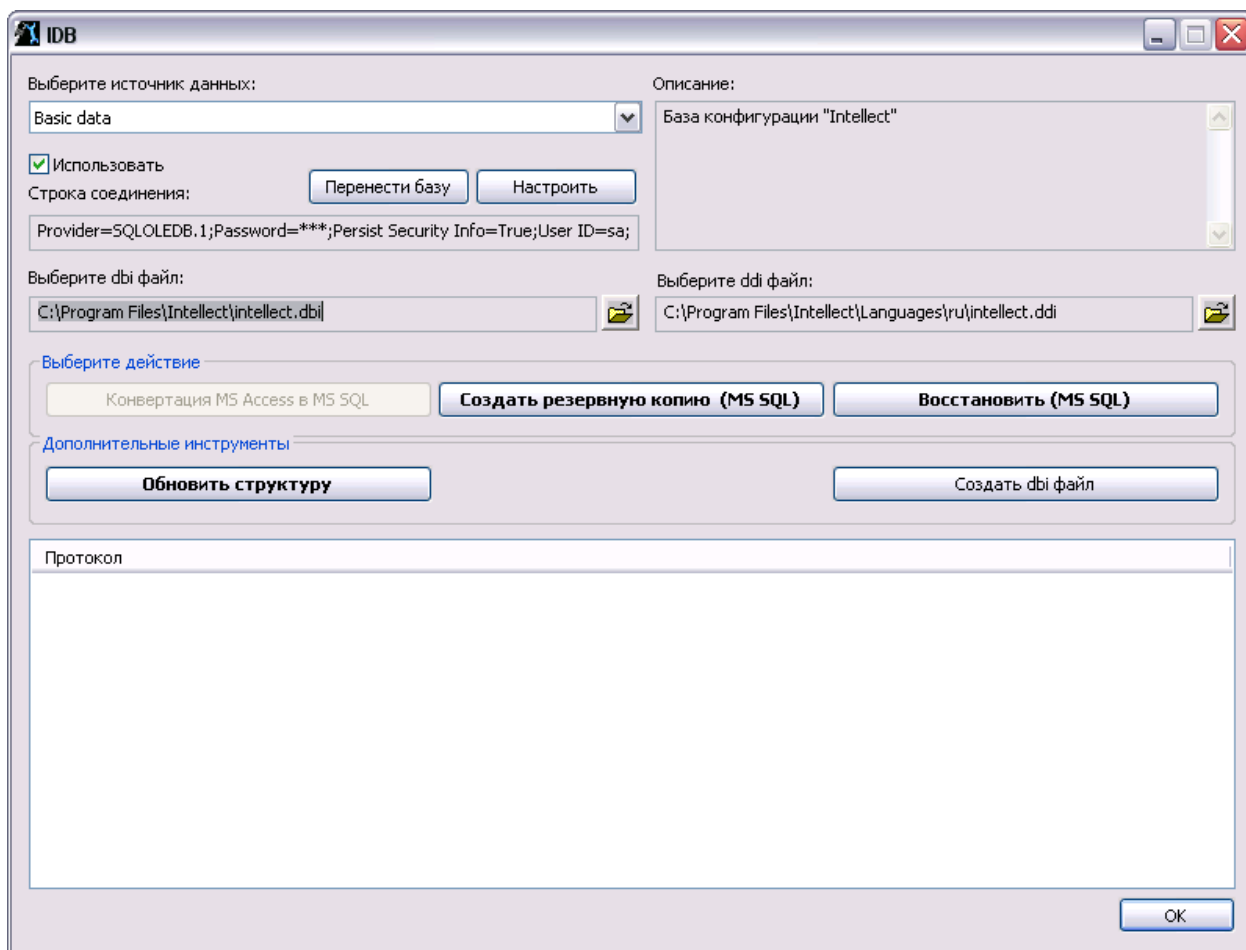 IDB
Выберите источник данных:
Описание:
Basic data
База конфигурации "Intellect"
Использовать
Строка соединения:
Перенести базу
Настроить
Provider=SQLOLEDB.1;Password=***;Persist Security Info=True;User ID=sa;
Выберите dbi файл:
Выберите ddi файл:
C:\Program Files\Intellect\intellect.dbi
C:\Program Files\Intellect\Languages\ru\intellect.ddi
Выберите действие
Конвертация MS Access в MS SQL
Создать резервную копию (MS SQL)
Восстановить (MS SQL)
Дополнительные инструменты
Обновить структуру
Создать dbi файл
Протокол
OK